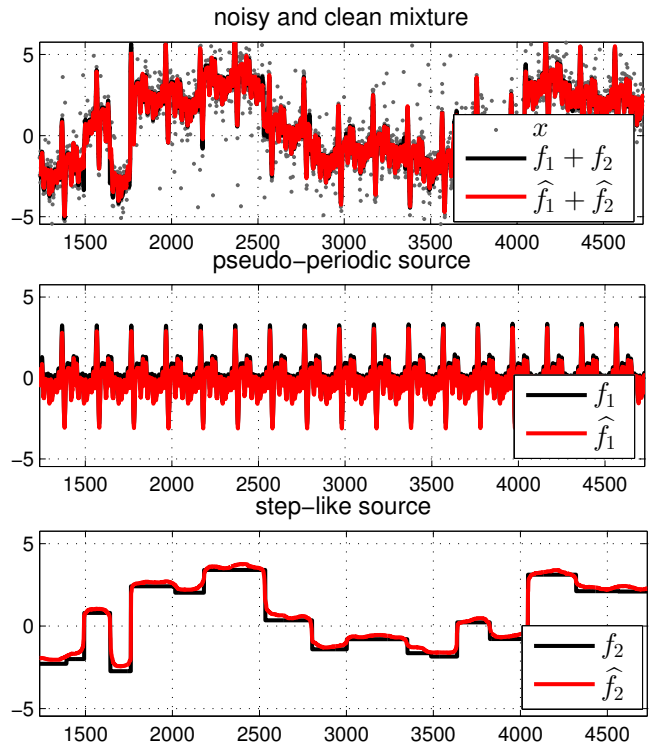 noisy and clean mixture
5
0
−5
x
f₁ + f₂
f̂₁ + f̂₂
1500 2000 2500 3000 3500 4000 4500
pseudo−periodic source
5
0
−5
f₁
f̂₁
1500 2000 2500 3000 3500 4000 4500
step−like source
5
0
−5
f₂
f̂₂
1500 2000 2500 3000 3500 4000 4500